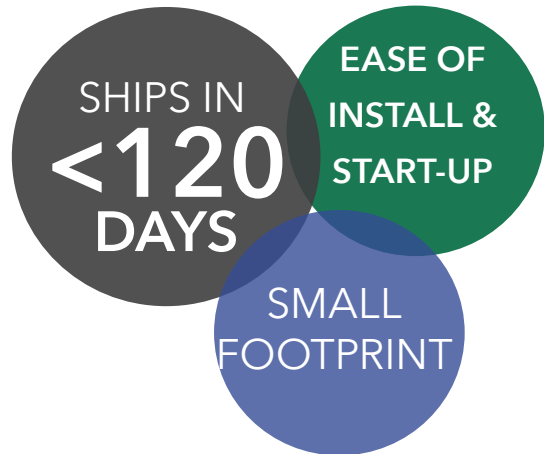 SHIPS IN
<120
DAYS
EASE OF
INSTALL &
START-UP
SMALL
FOOTPRINT